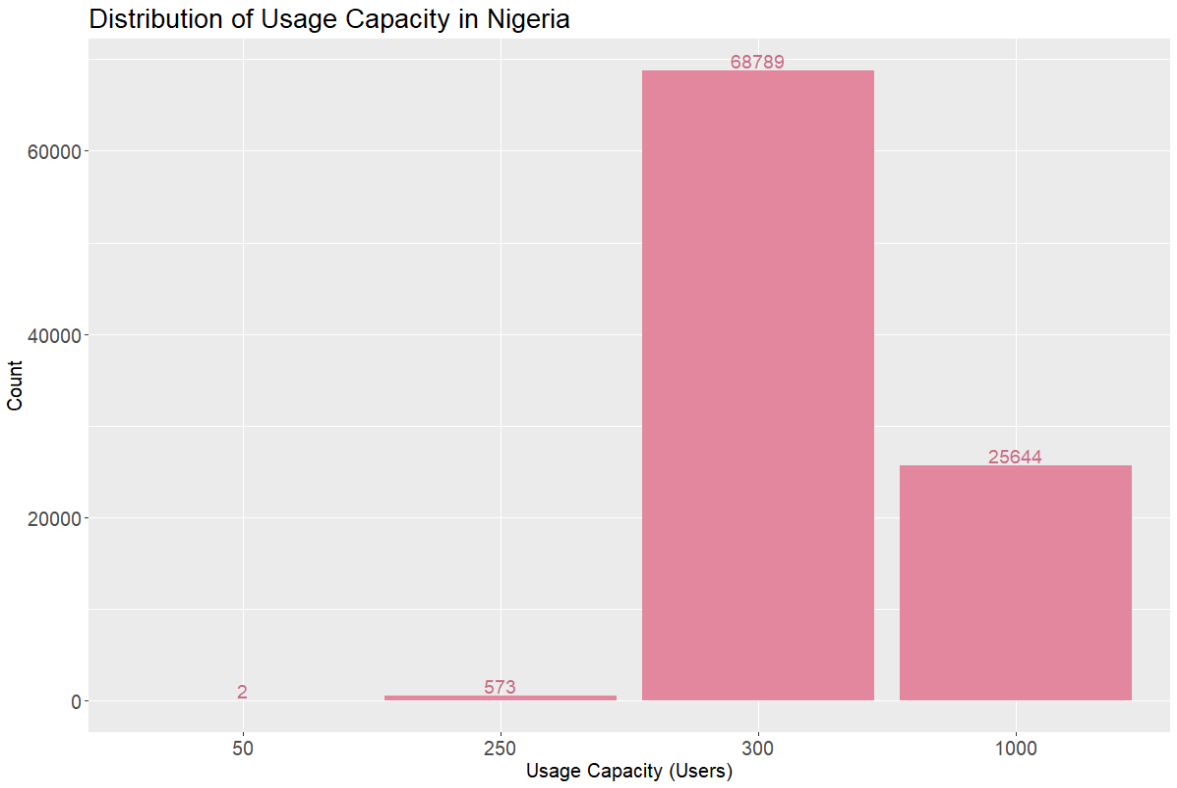 Distribution of Usage Capacity in Nigeria
68789
60000
40000
Count
25644
20000
573
2
0
50 250 300 1000
Usage Capacity (Users)